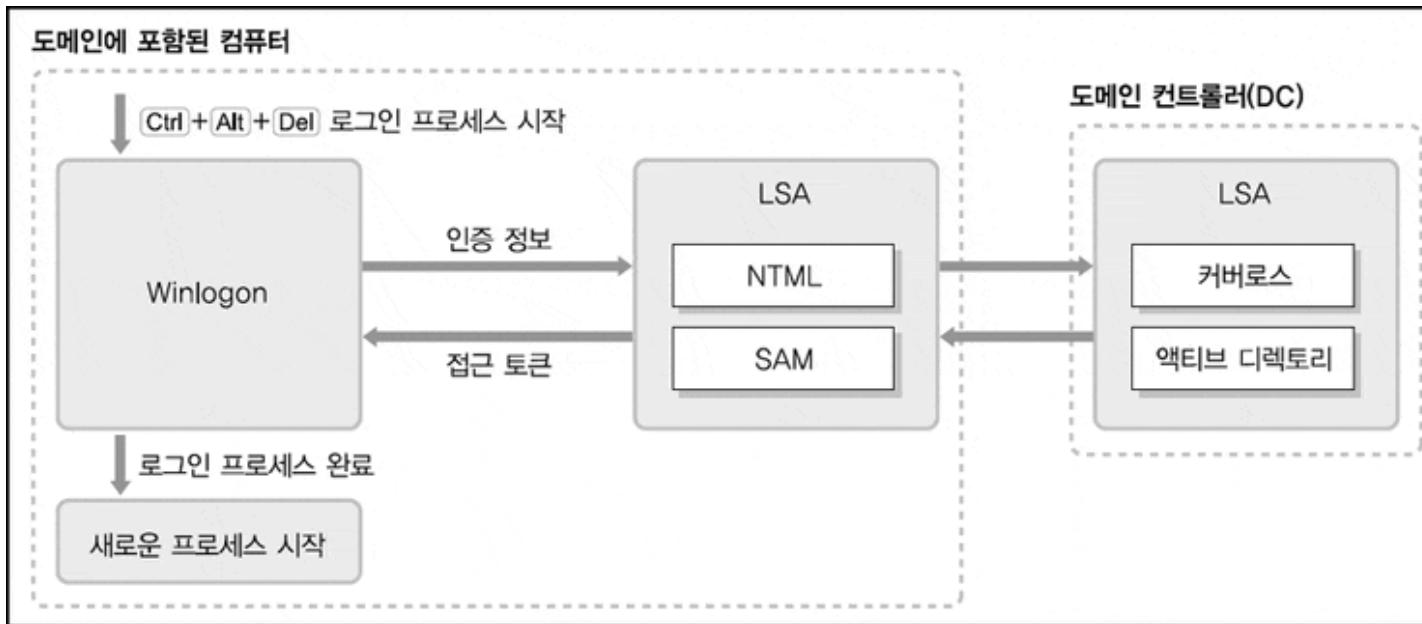 도메인에 포함된 컴퓨터
Ctrl+Alt+Del 로그인 프로세스 시작
도메인 컨트롤러(DC)
Winlogon
인증 정보
접근 토큰
LSA
NTML
SAM
LSA
커버로스
액티브 디렉토리
로그인 프로세스 완료
새로운 프로세스 시작